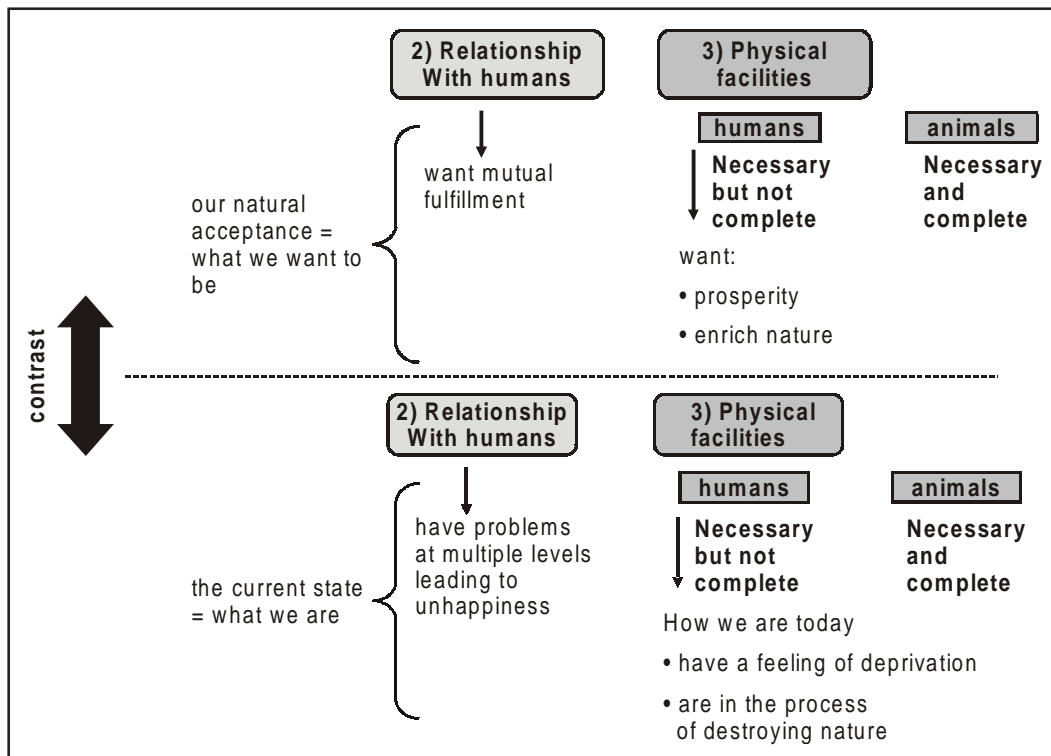 2) Relationship
With humans
3) Physical
facilities
humans
animals
want mutual
fulfillment
Necessary
but not
complete
Necessary
and
complete
our natural
acceptance =
what we want to
be
want:
• prosperity
• enrich nature
contrast
2) Relationship
With humans
3) Physical
facilities
humans
animals
have problems
at multiple levels
leading to
unhappiness
Necessary
but not
complete
Necessary
and
complete
the current state
= what we are
How we are today
• have a feeling of deprivation
• are in the process
of destroying nature